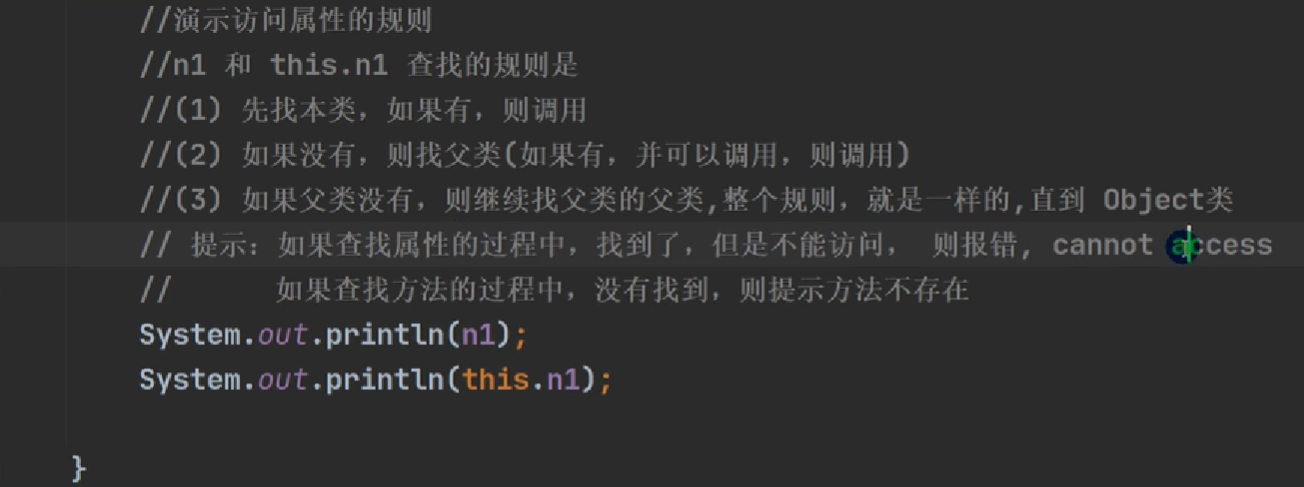 //演示访问属性的规则
//n1 和 this.n1 查找的规则是
//(1) 先找本类，如果有，则调用
//(2) 如果没有，则找父类(如果有，并可以调用，则调用)
//(3) 如果父类没有，则继续找父类的父类,整个规则，就是一样的,直到 Object类
// 提示：如果查找属性的过程中，找到了，但是不能访问， 则报错, cannot access
//      如果查找方法的过程中，没有找到，则提示方法不存在
System.out.println(n1);
System.out.println(this.n1);
}